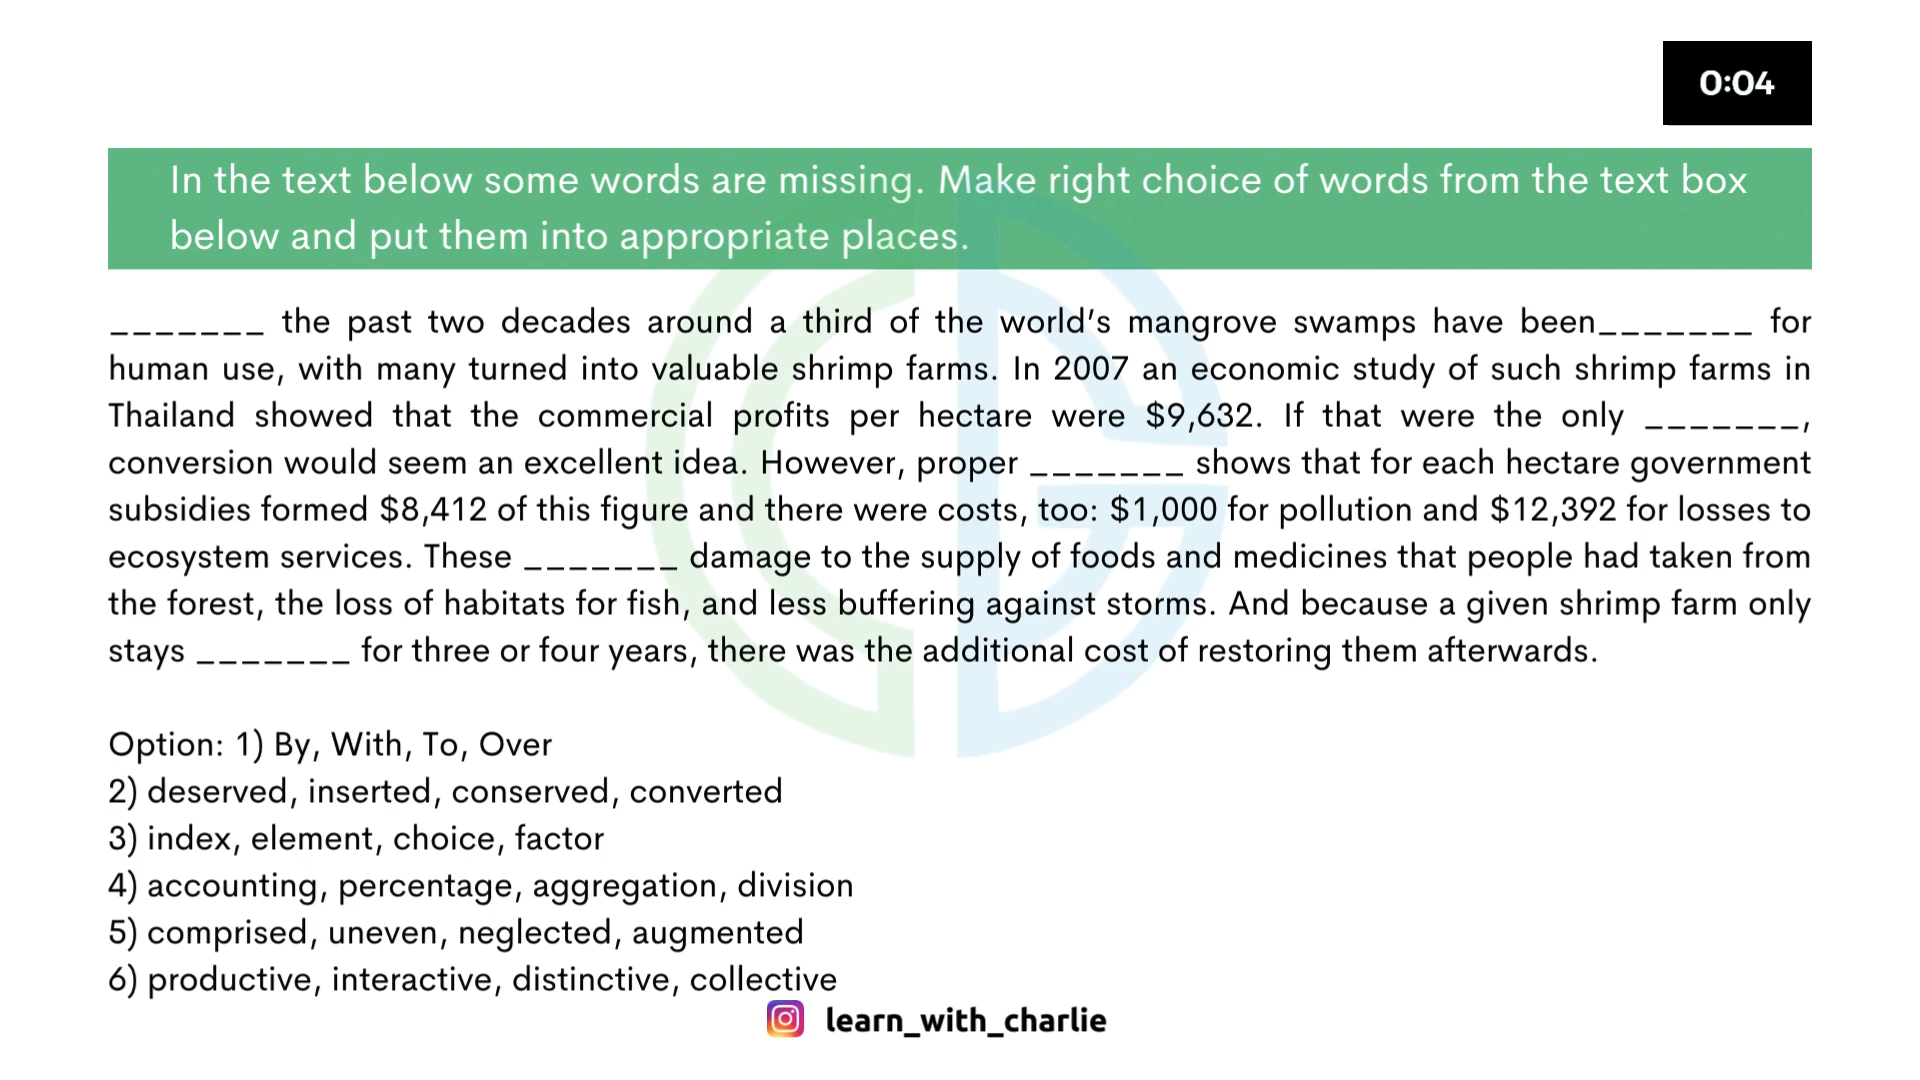 0:04
In the text below some words are missing. Make right choice of words from the text box
below and put them into appropriate places.
_______ the past two decades around a third of the world's mangrove swamps have been_______ for
human use, with many turned into valuable shrimp farms. In 2007 an economic study of such shrimp farms in
Thailand showed that the commercial profits per hectare were $9,632. If that were the only _______,
conversion would seem an excellent idea. However, proper _______ shows that for each hectare government
subsidies formed $8,412 of this figure and there were costs, too: $1,000 for pollution and $12,392 for losses to
ecosystem services. These _______ damage to the supply of foods and medicines that people had taken from
the forest, the loss of habitats for fish, and less buffering against storms. And because a given shrimp farm only
stays _______ for three or four years, there was the additional cost of restoring them afterwards.
Option: 1) By, With, To, Over
2) deserved, inserted, conserved, converted
3) index, element, choice, factor
4) accounting, percentage, aggregation, division
5) comprised, uneven, neglected, augmented
6) productive, interactive, distinctive, collective
learn_with_charlie